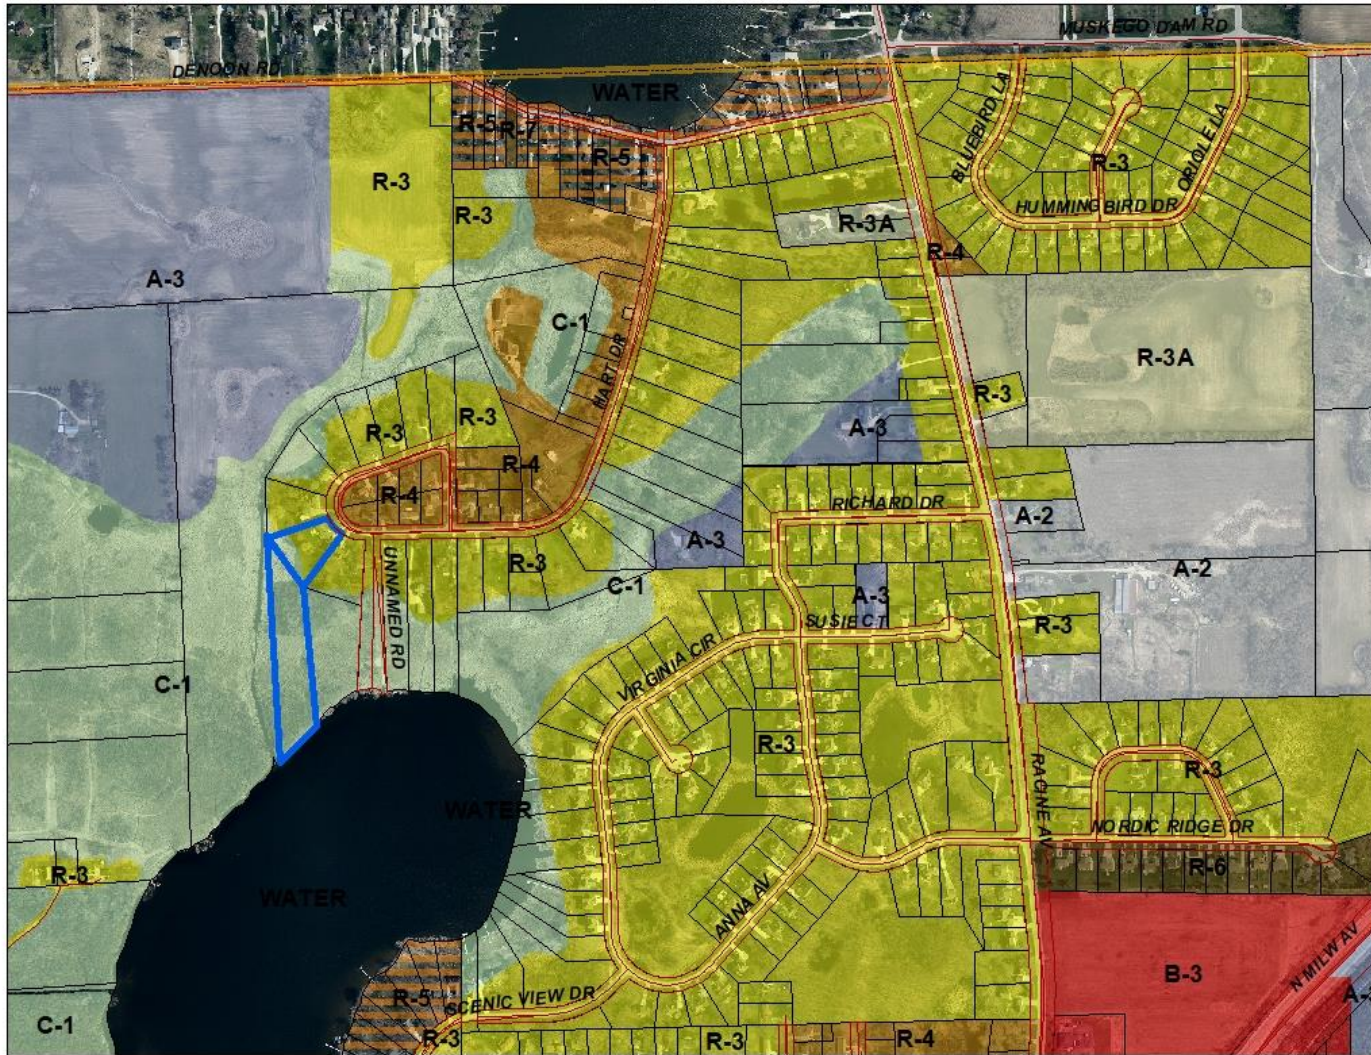 MUSKEGO DAM RD
DENOON RD
WATER
BLUEBIRD LA
ORIOLE LA
R-5
R-7
R-5
R-3
R-3
R-3
HUMMINGBIRD DR
R-3A
R-4
A-3
C-1
MARTI DR
R-3A
R-3
R-3
R-3
A-3
R-4
R-4
RICHARD DR
A-2
A-3
R-3
UNNAMED RD
C-1
A-2
A-3
SUSIE CT
R-3
VIRGINIA CIR
C-1
R-3
RACINE AV
R-3
WATER
NORDIC RIDGE DR
R-3
R-6
WATER
ANNA AV
N MILW AV
B-3
R-5
SCENIC VIEW DR
C-1
R-3
R-3
R-4